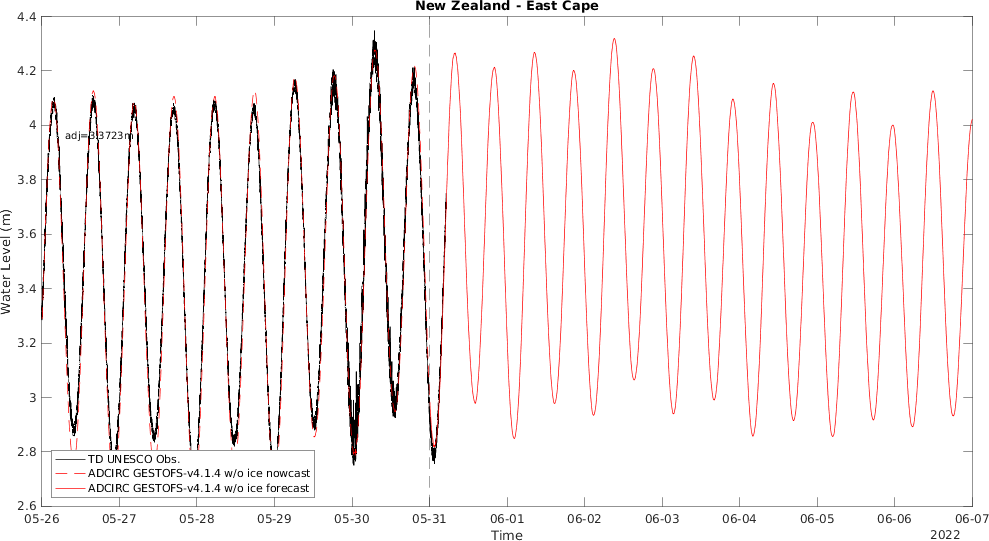 New Zealand - East Cape
4.4
4.2
4
3.8
3.6
3.4
3.2
3
2.8
2.6
Water Level (m)
adj=3.3723m
TD UNESCO Obs.
ADCIRC GESTOFS-v4.1.4 w/o ice nowcast
ADCIRC GESTOFS-v4.1.4 w/o ice forecast
05-26 05-27 05-28 05-29 05-30 05-31 06-01 06-02 06-03 06-04 06-05 06-06 06-07
Time
2022